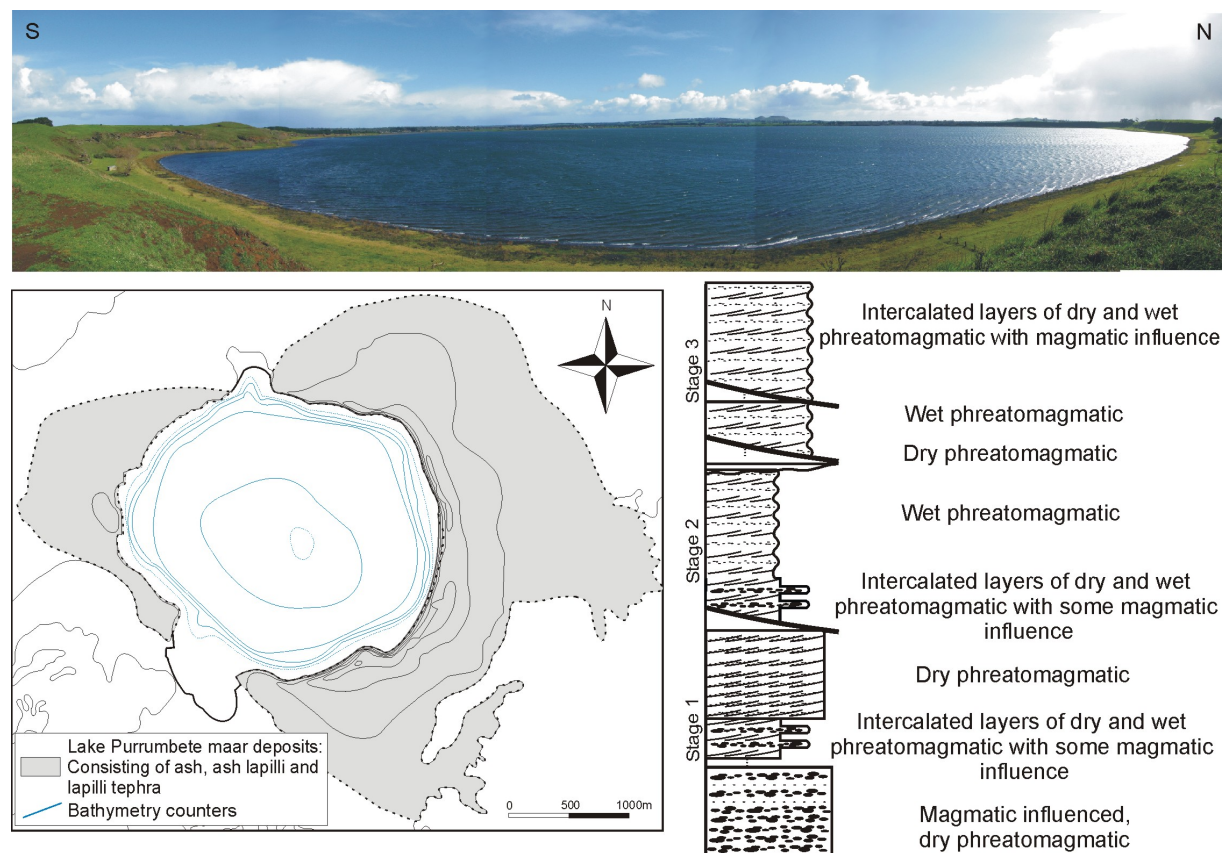 S
N
N
Lake Purrumbete maar deposits:
Consisting of ash, ash lapilli and
lapilli tephra
Bathymetry counters
0 500 1000m
Stage 3
Stage 2
Stage 1
Intercalated layers of dry and wet
phreatomagmatic with magmatic influence
Wet phreatomagmatic
Dry phreatomagmatic
Wet phreatomagmatic
Intercalated layers of dry and wet
phreatomagmatic with some magmatic
influence
Dry phreatomagmatic
Intercalated layers of dry and wet
phreatomagmatic with some magmatic
influence
Magmatic influenced,
dry phreatomagmatic